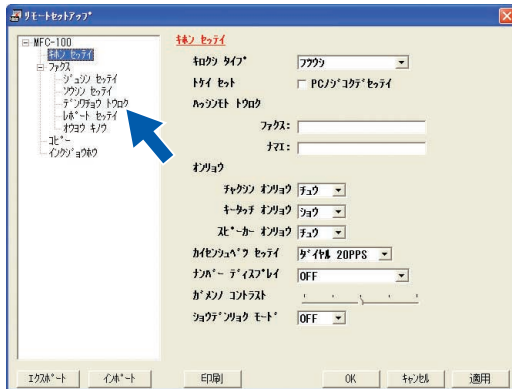 リモートセットアップ
MFC-100
キホン セッテイ
ファクス
ジュシン セッテイ
ソウシン セッテイ
デンワチョウ トウロク
レポート セッテイ
オウヨウ キノウ
コピー
インクジョウホウ
キホン セッテイ
キロクシ タイプ フツウシ
トケイ セット PCノジコクデセッテイ
ハッシンモト トウロク
ファクス:
ナマエ:
オンリョウ
チャクシン オンリョウ チュウ
キータッチ オンリョウ ショウ
スピーカー オンリョウ チュウ
カイセンシュベツ セッテイ ダイヤル 20PPS
ナンバー ディスプレイ OFF
ガメンノ コントラスト
ショウデンリョク モード OFF
エクスポート インポート 印刷 OK キャンセル 適用